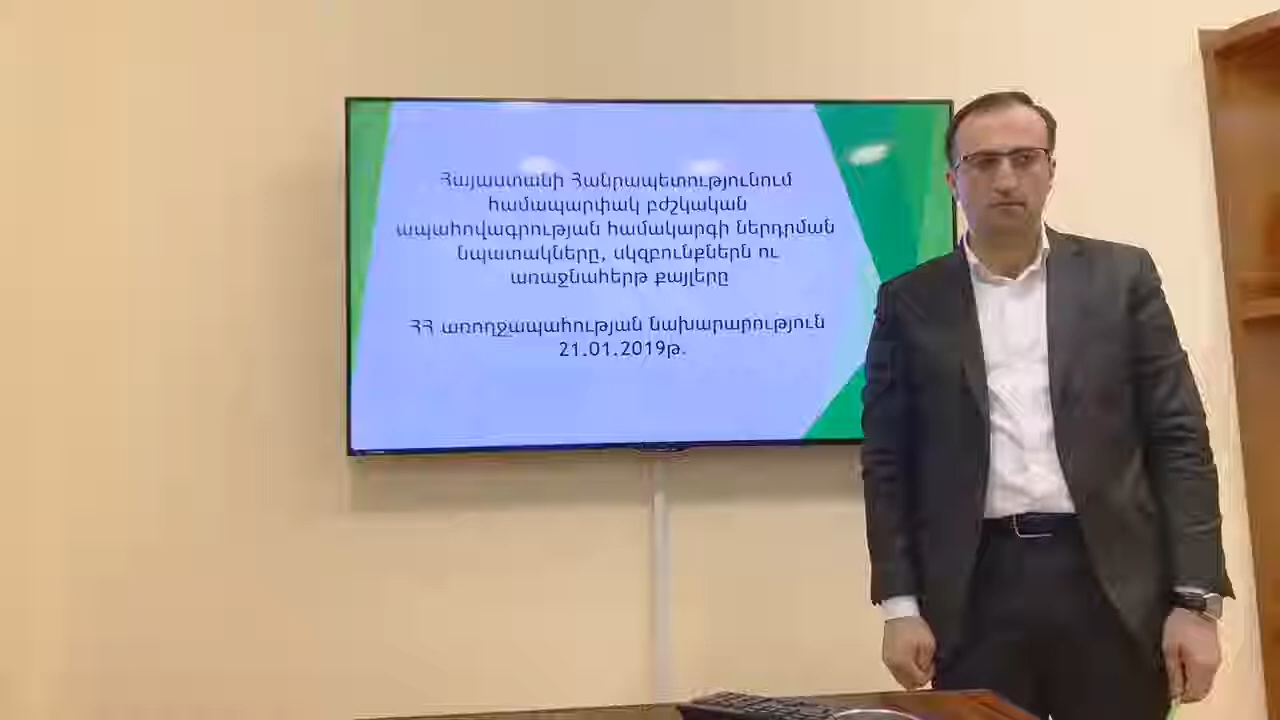 Հայաստանի Հանրապետությունում
համապարփակ բժշկական
ապահովագրության համակարգի ներդրման
նպատակները, սկզբունքներն ու
առաջնահերթ քայլերը
ՀՀ առողջապահության նախարարություն
21.01.2019թ.